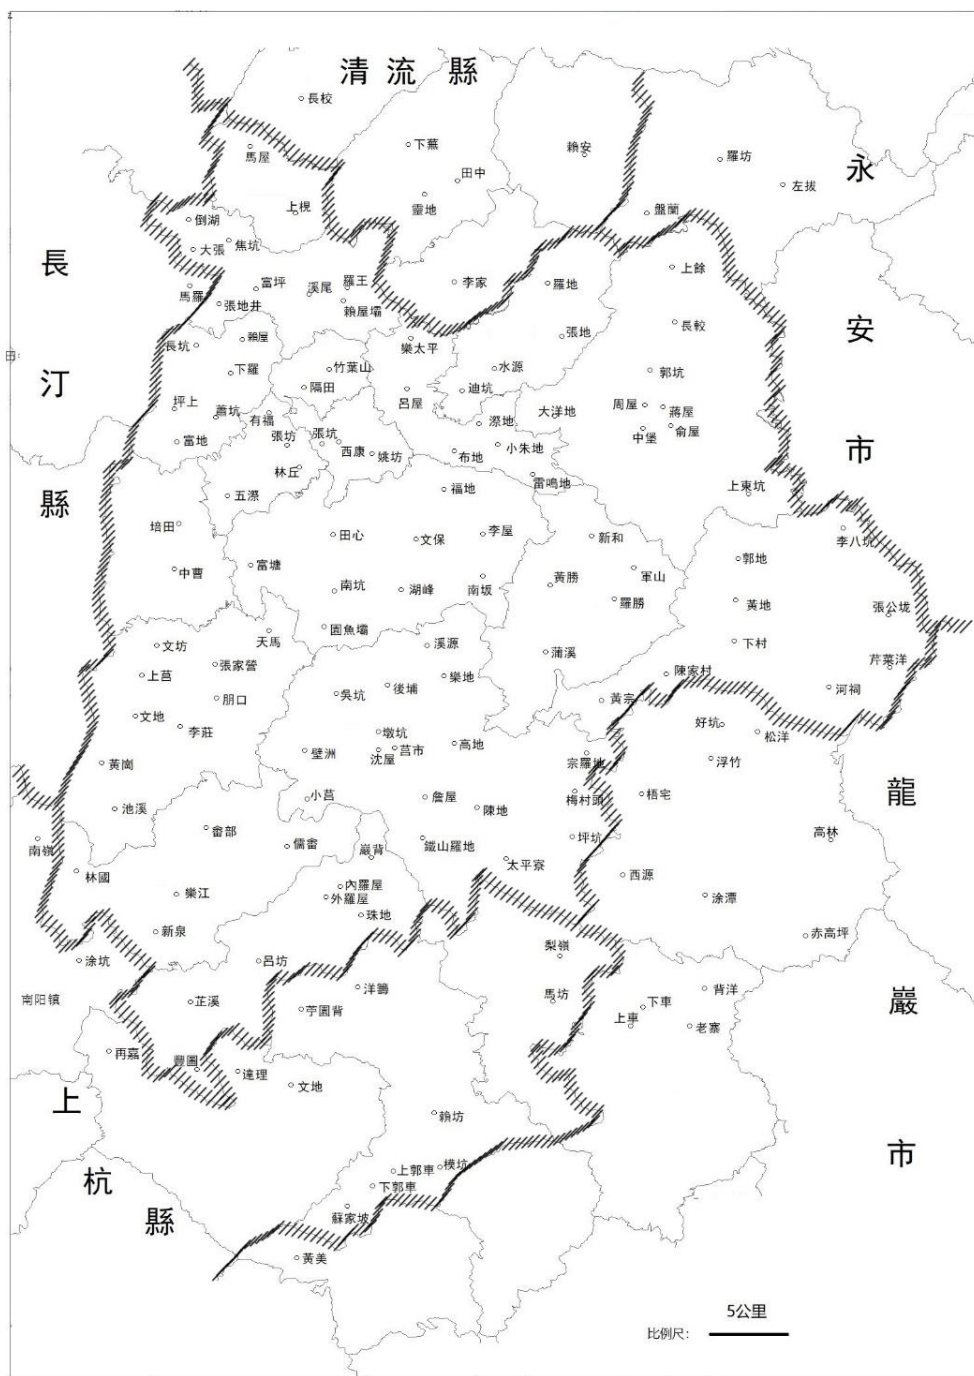 清流縣
長校
下蕪
田中
靈地
賴安
羅坊
左拔
盤蘭
永安市
馬屋
上梘
倒湖
大張
焦坑
長汀縣
馬羅
張地井
富坪
溪尾
羅王
賴屋壩
李家
羅地
上餘
張地
長較
長坑
賴屋
下羅
竹葉山
隔田
樂太平
水源
郭坑
迪坑
呂屋
周屋
蔣屋
坪上
蕭坑
有福
大洋地
中堡
俞屋
富地
張坊
張坑
西康
姚坊
布地
小朱地
林丘
雷鳴地
上東坑
五漈
福地
培田
田心
文保
李屋
新和
李八坑
中曹
富塘
郭地
黃勝
軍山
南坑
湖峰
南坂
羅勝
黃地
張公垅
圓魚壩
天馬
文坊
溪源
下村
蒲溪
芹菜洋
張家營
上莒
樂地
陳家村
朋口
吳坑
後埔
黃宗
河祠
文地
李莊
墩坑
好坑
松洋
莒市
高地
沈屋
壁洲
黃崗
宗羅地
浮竹
龍巖市
小莒
詹屋
陳地
梅村頭
梧宅
池溪
畬部
儒畬
巖背
鐵山羅地
坪坑
高林
南嶺
太平寮
林國
樂江
內羅屋
外羅屋
珠地
西源
涂潭
新泉
梨嶺
赤高坪
涂坑
呂坊
南阳镇
芷溪
洋籌
苧園背
馬坊
下車
上車
背洋
老寨
再嘉
豐圖
達理
文地
上杭縣
賴坊
上郭車
模坑
下郭車
蘇家坡
黃美
5公里
比例尺: